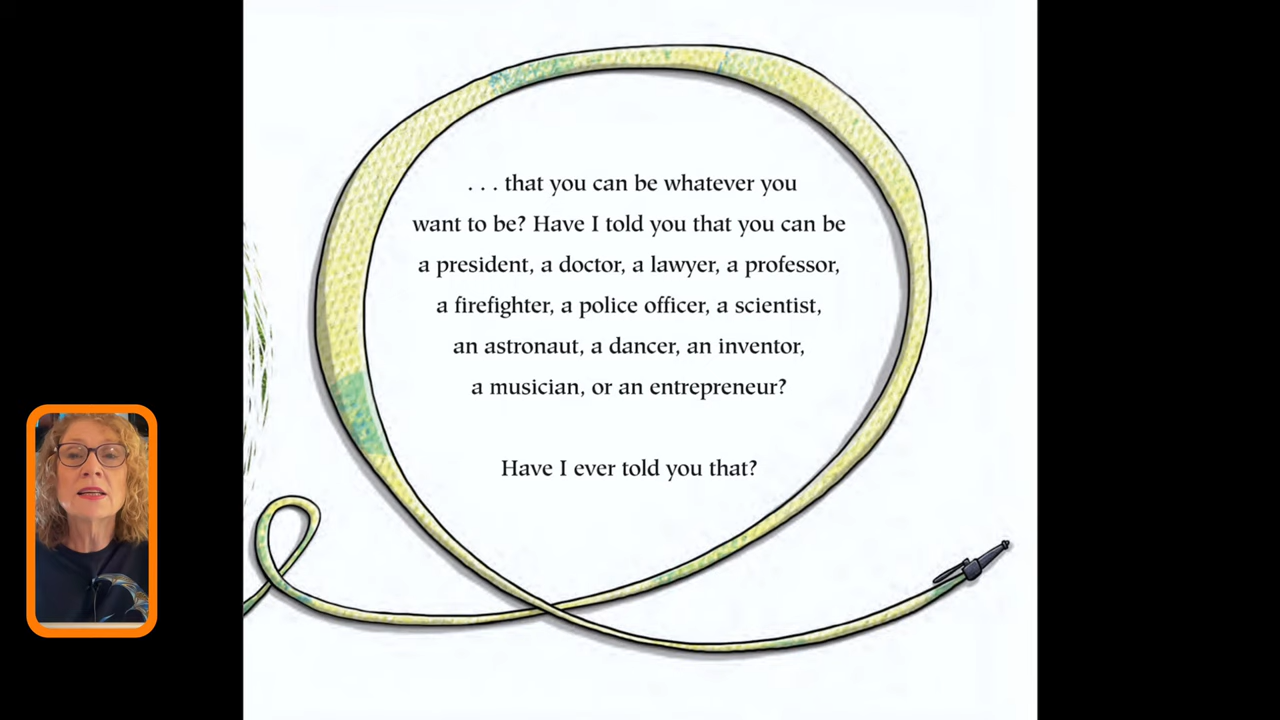 . . . that you can be whatever you
want to be? Have I told you that you can be
a president, a doctor, a lawyer, a professor,
a firefighter, a police officer, a scientist,
an astronaut, a dancer, an inventor,
a musician, or an entrepreneur?
Have I ever told you that?